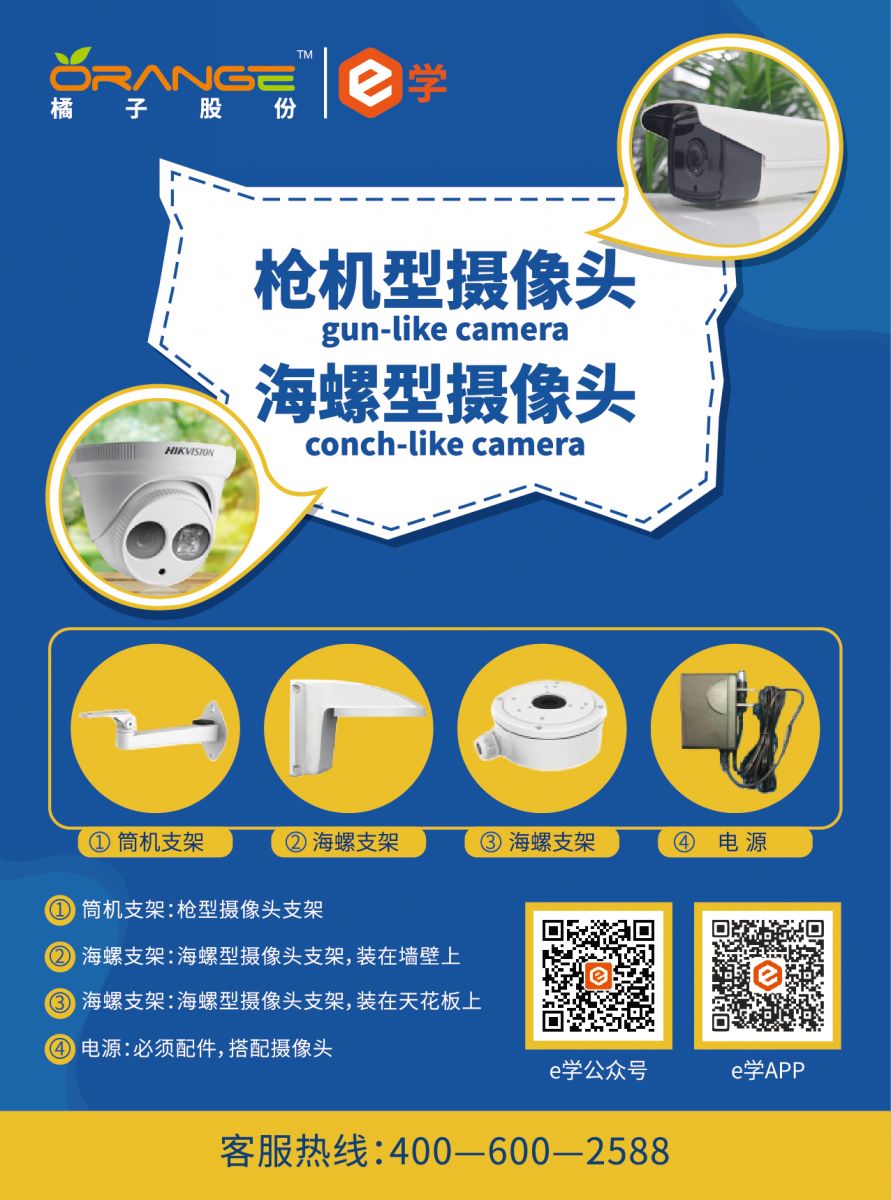 ORANGE™
橘子股份
e学
枪机型摄像头
gun-like camera
海螺型摄像头
conch-like camera
HIKVISION
① 筒机支架
② 海螺支架
③ 海螺支架
④ 电源
① 筒机支架：枪型摄像头支架
② 海螺支架：海螺型摄像头支架，装在墙壁上
③ 海螺支架：海螺型摄像头支架，装在天花板上
④ 电源：必须配件，搭配摄像头
e学公众号
e学APP
客服热线：400—600—2588